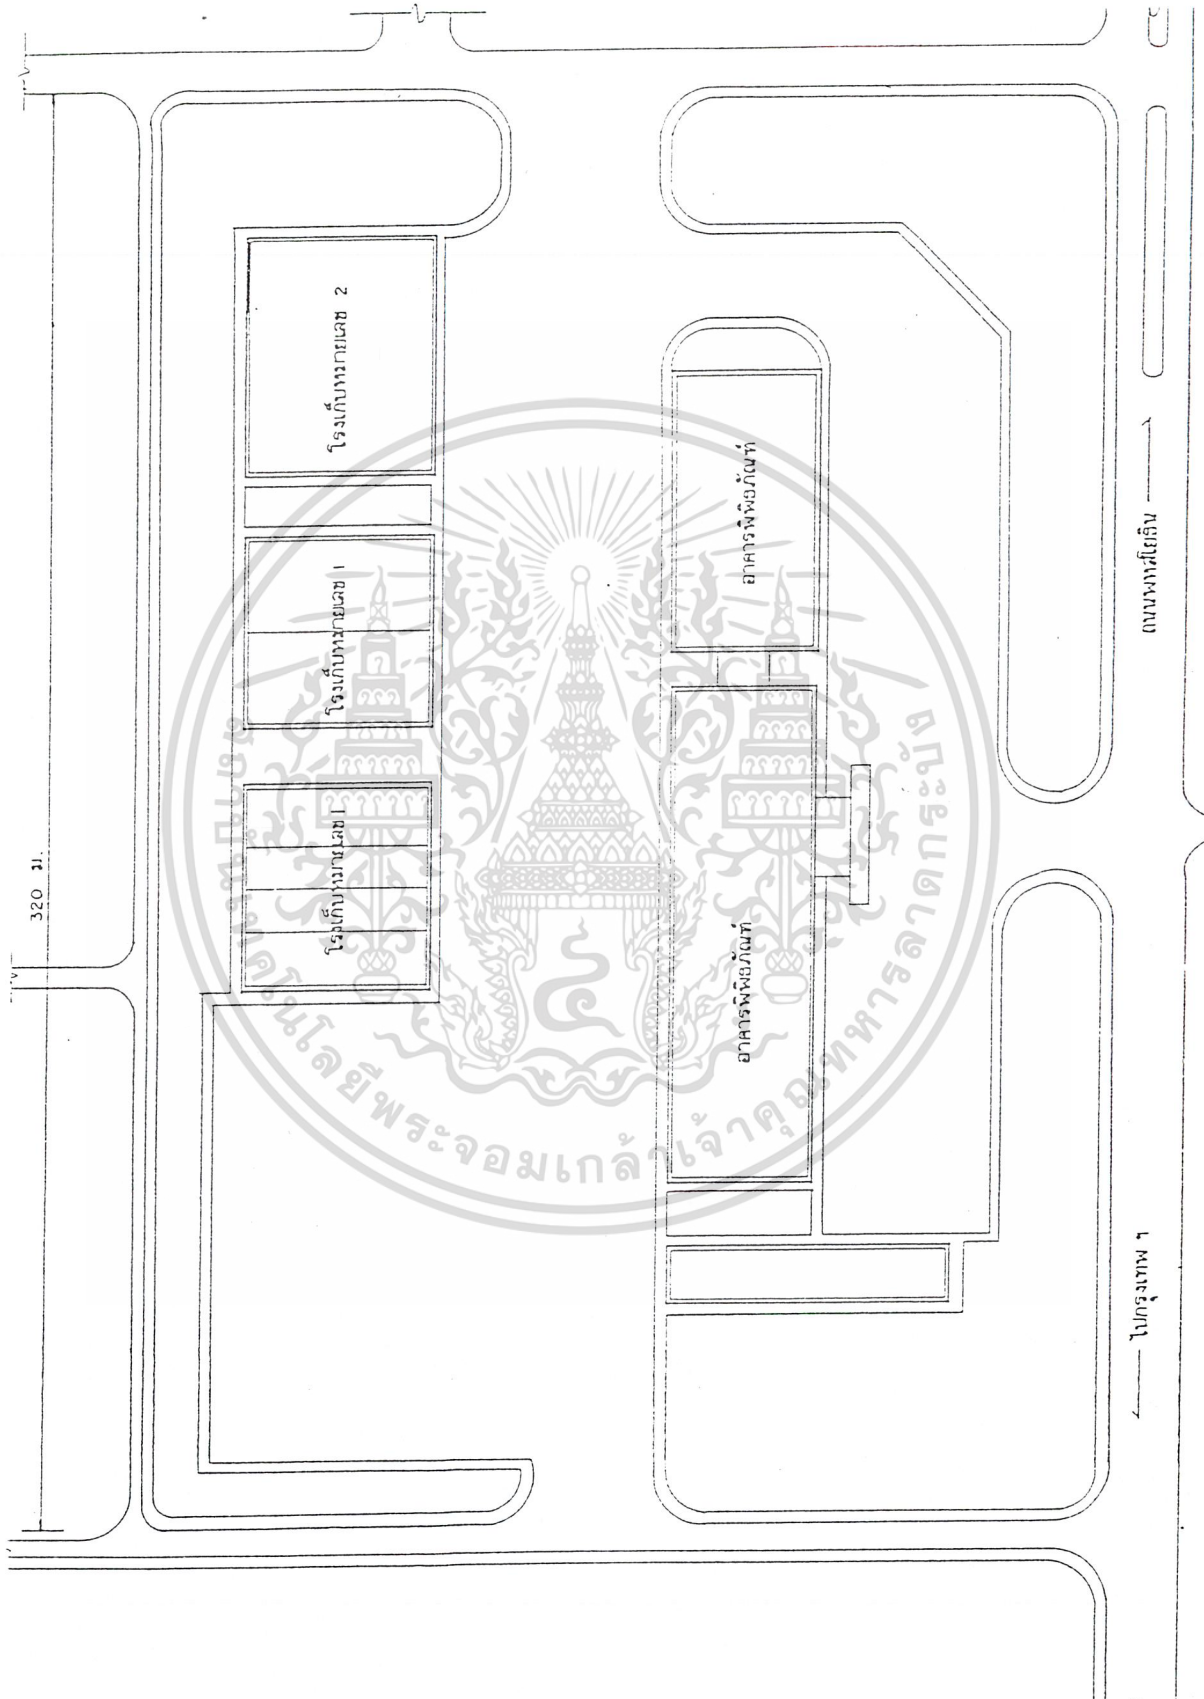 320 ม.
โรงเก็บหมายเลข 1
โรงเก็บหมายเลข 1
โรงเก็บหมายเลข 2
อาคารพิพิธภัณฑ์
อาคารพิพิธภัณฑ์
ไปกรุงเทพ ฯ
ถนนพหลโยธิน
เทคโนโลยีพระจอมเกล้าเจ้าคุณทหารลาดกระบัง